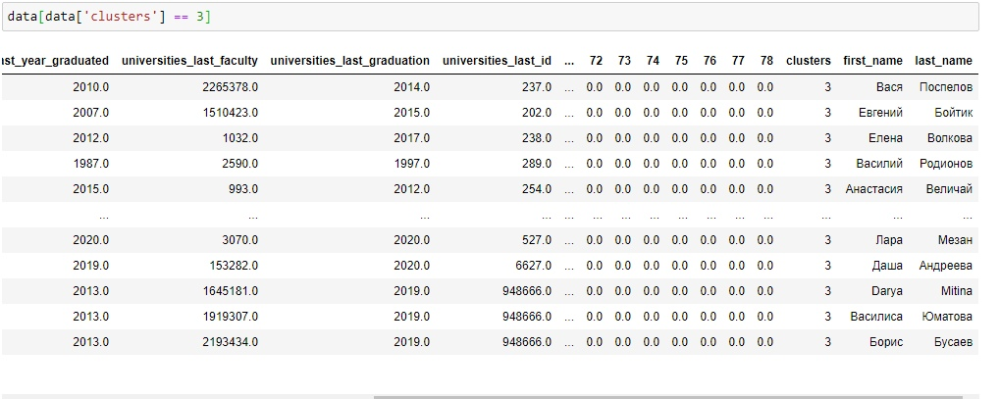 data[data['clusters'] == 3]
ast_year_graduated universities_last_faculty universities_last_graduation universities_last_id ... 72 73 74 75 76 77 78 clusters first_name last_name
2010.0 2265378.0 2014.0 237.0 ... 0.0 0.0 0.0 0.0 0.0 0.0 0.0 3 Вася Поспелов
2007.0 1510423.0 2015.0 202.0 ... 0.0 0.0 0.0 0.0 0.0 0.0 0.0 3 Евгений Бойтик
2012.0 1032.0 2017.0 238.0 ... 0.0 0.0 0.0 0.0 0.0 0.0 0.0 3 Елена Волкова
1987.0 2590.0 1997.0 289.0 ... 0.0 0.0 0.0 0.0 0.0 0.0 0.0 3 Василий Родионов
2015.0 993.0 2012.0 254.0 ... 0.0 0.0 0.0 0.0 0.0 0.0 0.0 3 Анастасия Величай
... ... ... ... ... ... ... ... ... ... ... ... ... ... ...
2020.0 3070.0 2020.0 527.0 ... 0.0 0.0 0.0 0.0 0.0 0.0 0.0 3 Лара Мезан
2019.0 153282.0 2020.0 6627.0 ... 0.0 0.0 0.0 0.0 0.0 0.0 0.0 3 Даша Андреева
2013.0 1645181.0 2019.0 948666.0 ... 0.0 0.0 0.0 0.0 0.0 0.0 0.0 3 Darya Mitina
2013.0 1919307.0 2019.0 948666.0 ... 0.0 0.0 0.0 0.0 0.0 0.0 0.0 3 Василиса Юматова
2013.0 2193434.0 2019.0 948666.0 ... 0.0 0.0 0.0 0.0 0.0 0.0 0.0 3 Борис Бусаев